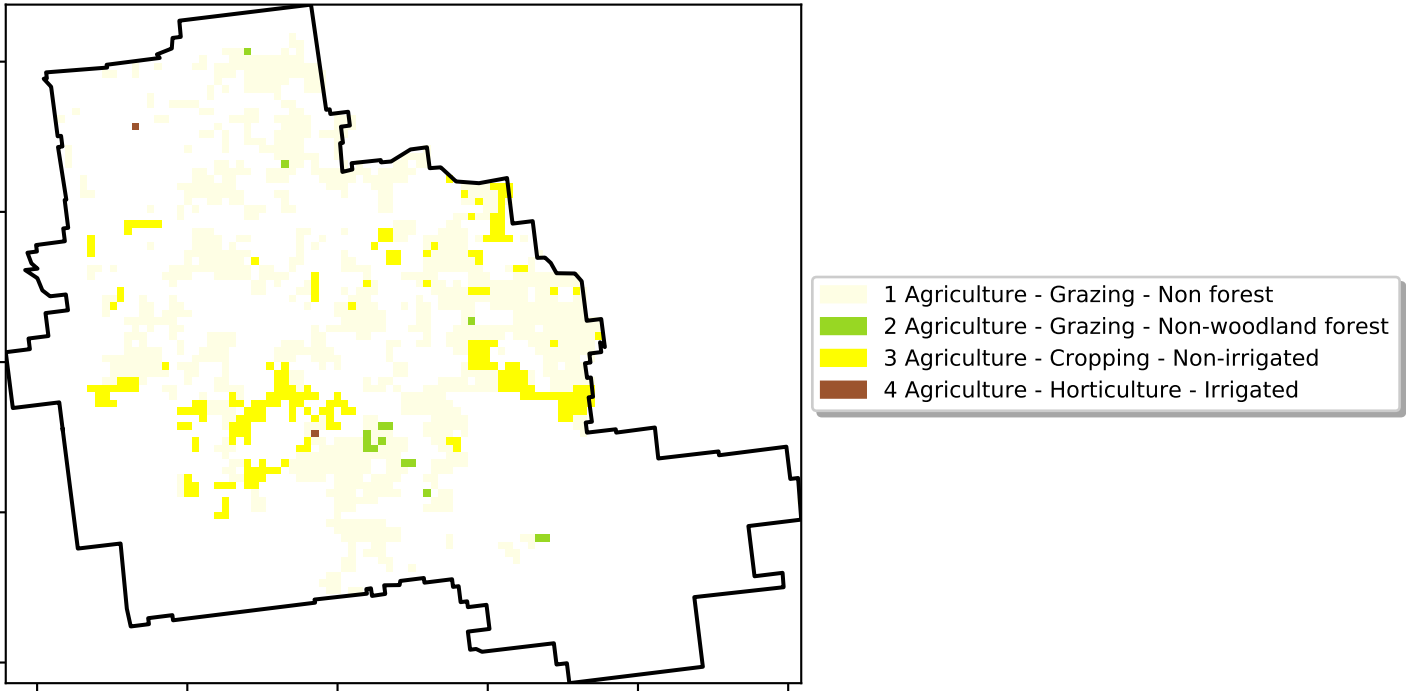 1 Agriculture - Grazing - Non forest
2 Agriculture - Grazing - Non-woodland forest
3 Agriculture - Cropping - Non-irrigated
4 Agriculture - Horticulture - Irrigated